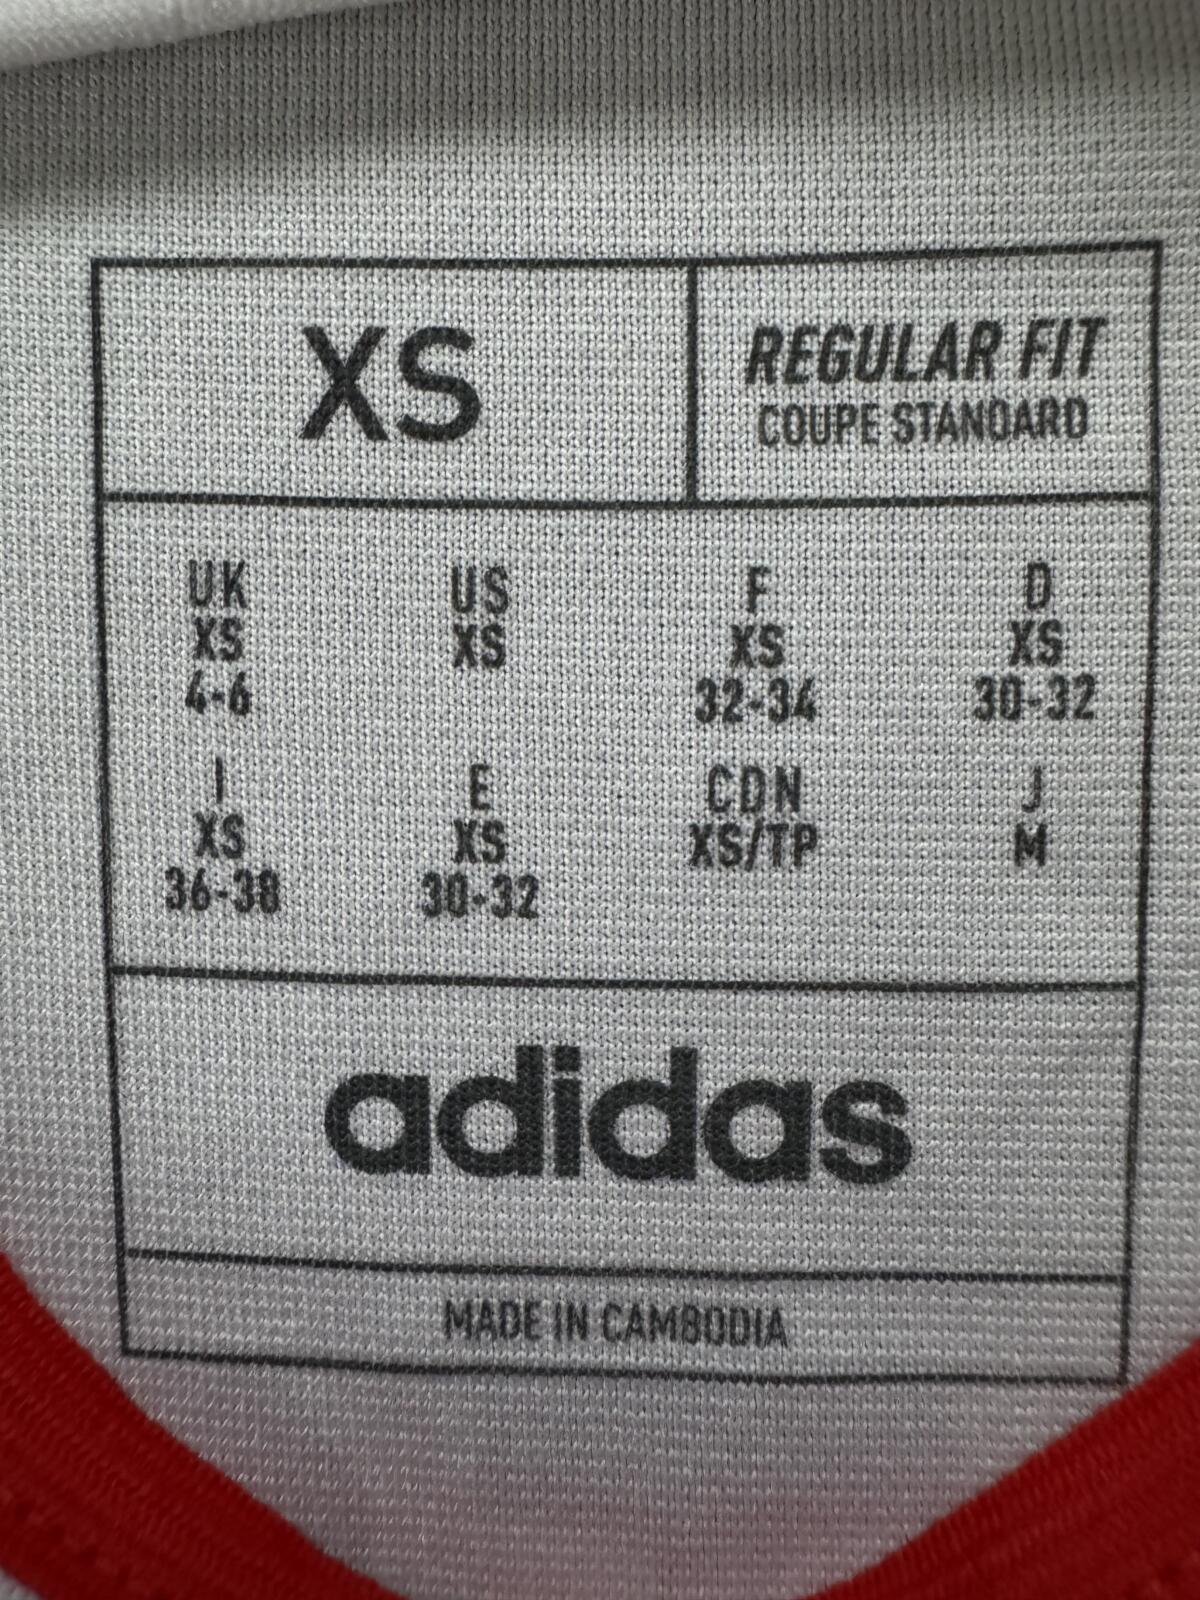 XS
REGULAR FIT
COUPE STANDARD
UK US F D
XS XS XS XS
4-6 32-34 30-32
I E CDN J
XS XS XS/TP M
36-38 30-32
adidas
MADE IN CAMBODIA